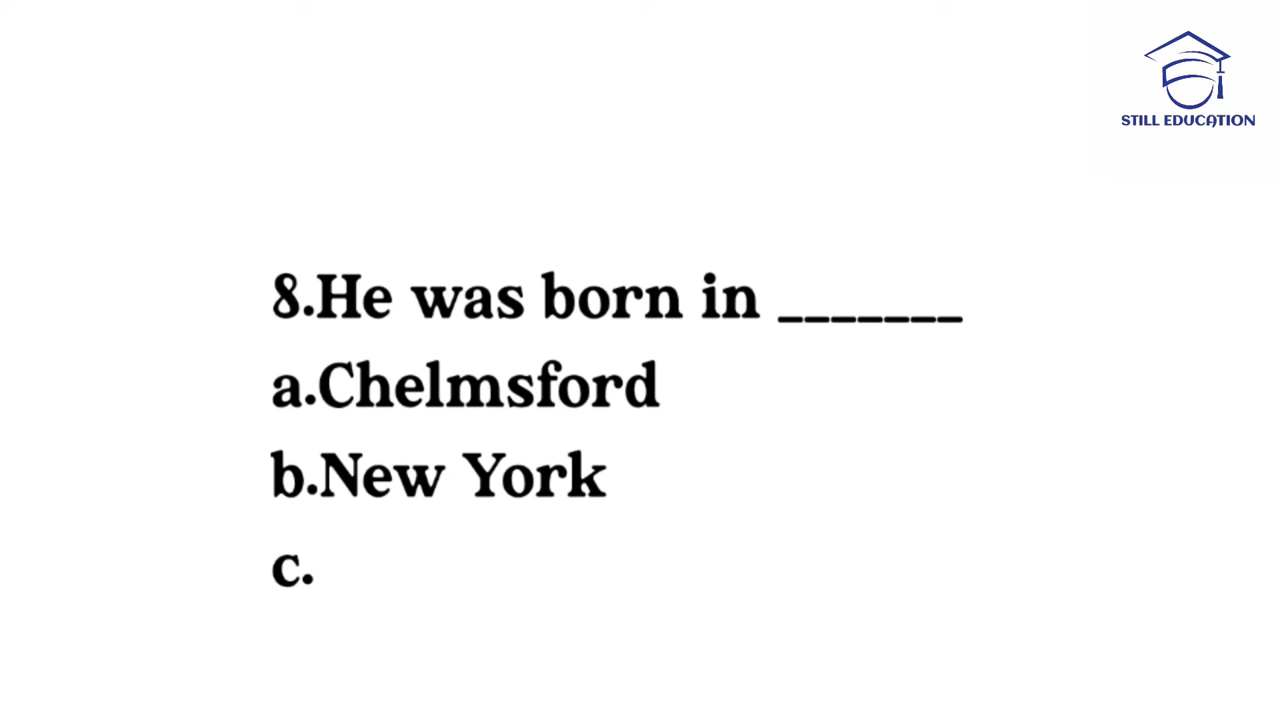 STILL EDUCATION
8.He was born in _______
a.Chelmsford
b.New York
c.